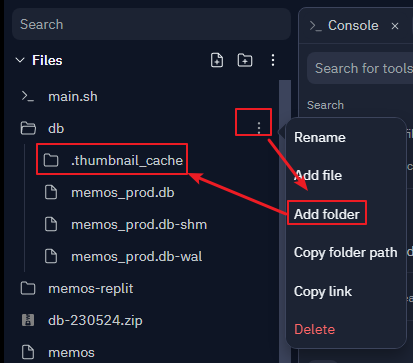 Search
Files
main.sh
db
.thumbnail_cache
memos_prod.db
memos_prod.db-shm
memos_prod.db-wal
memos-replit
db-230524.zip
memos
Console
Search for tools
Search
Rename
Add file
Add folder
Copy folder path
Copy link
Delete